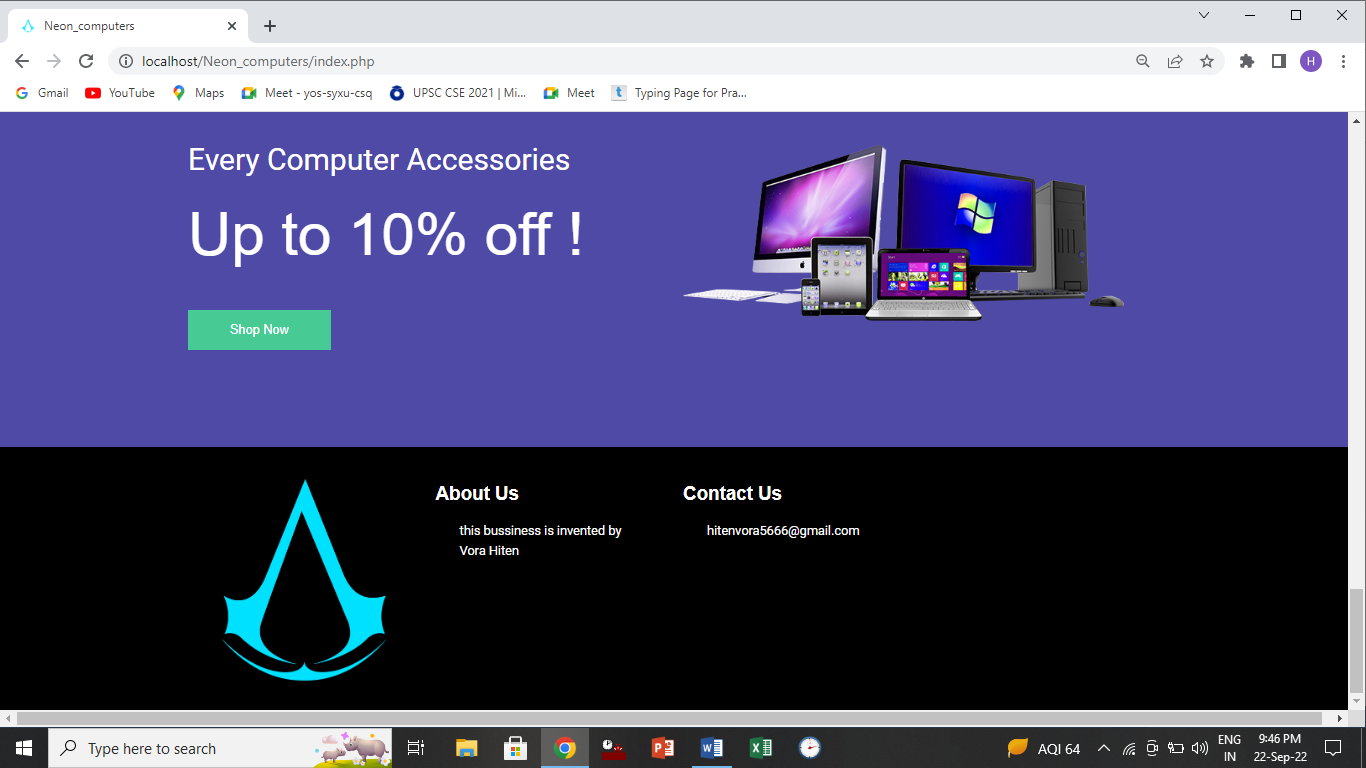 Neon_computers
localhost/Neon_computers/index.php
H
Gmail
YouTube
Maps
Meet - yos-syxu-csq
UPSC CSE 2021 | Mi...
Meet
t
Typing Page for Pra...
Every Computer Accessories
Up to 10% off !
Shop Now
About Us
this bussiness is invented by
Vora Hiten
Contact Us
hitenvora5666@gmail.com
Type here to search
AQI 64
ENG
IN
9:46 PM
22-Sep-22